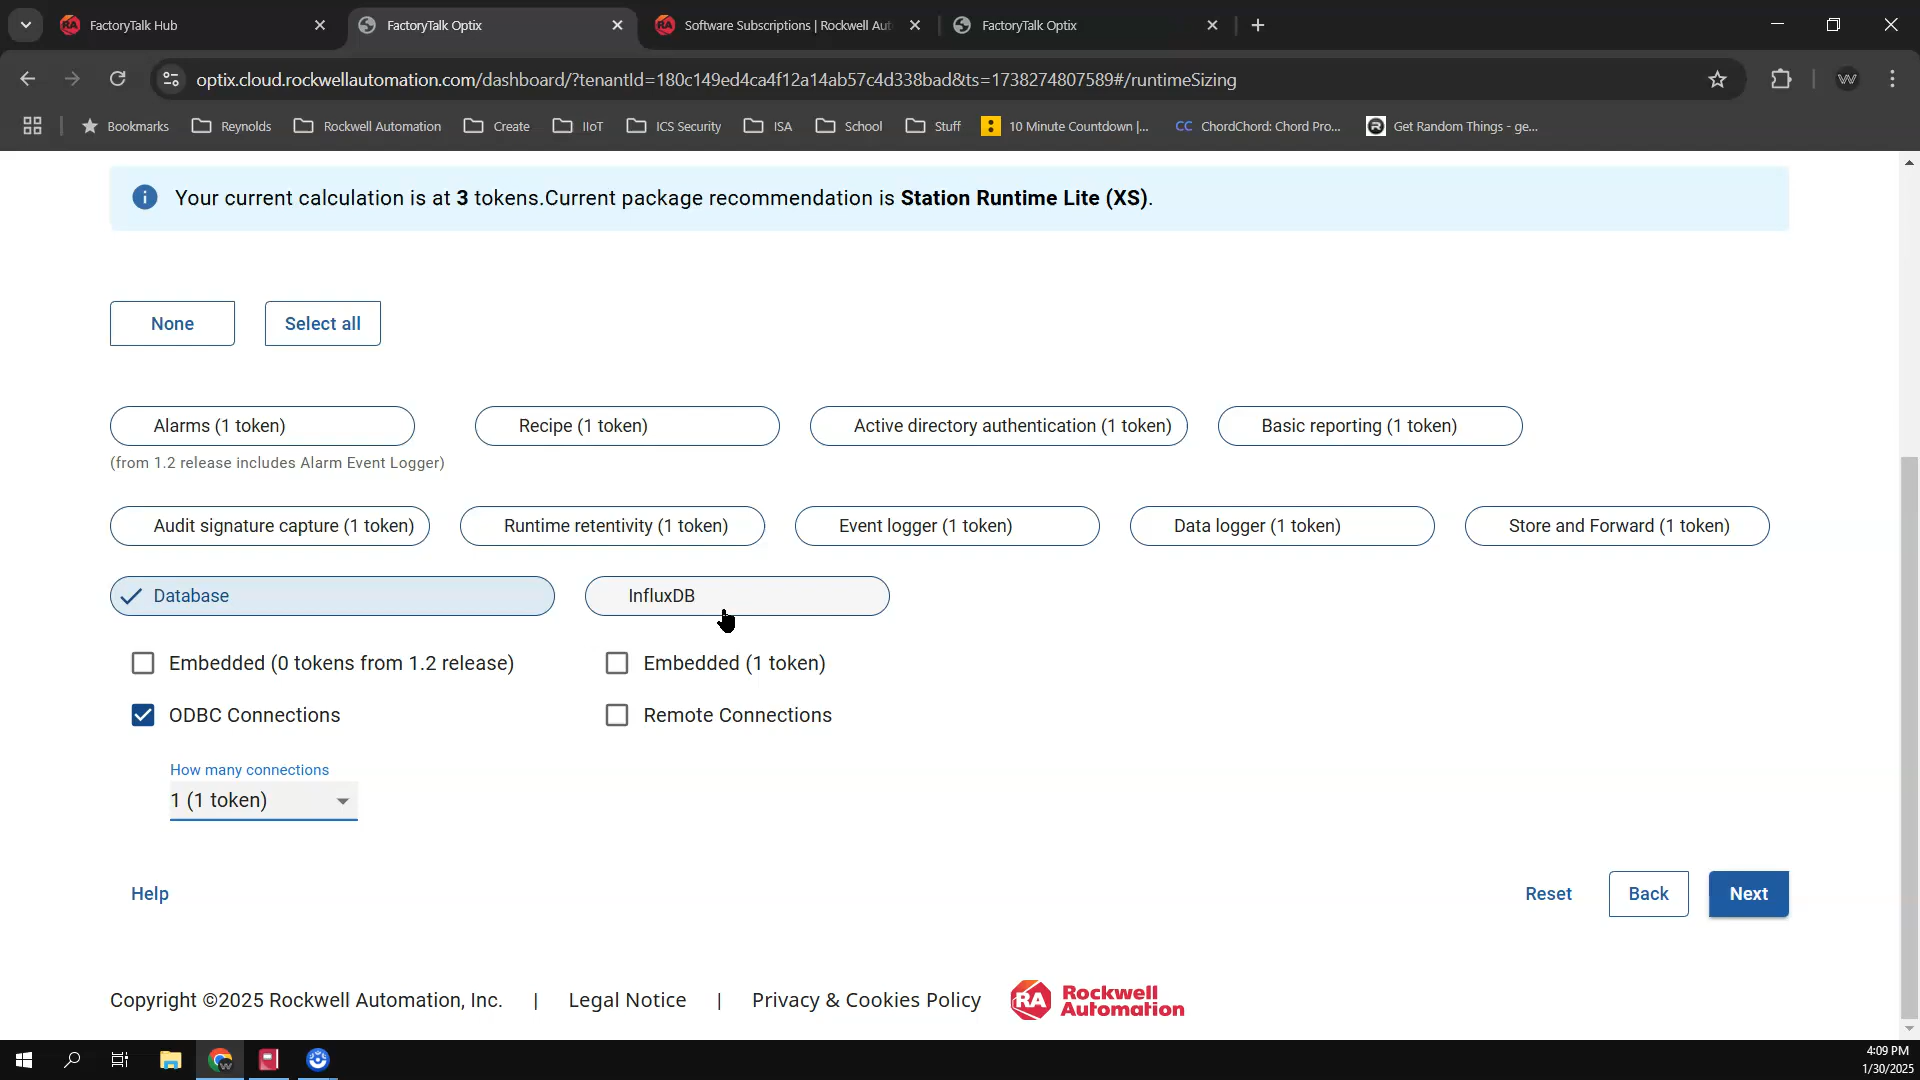 FactoryTalk Hub
FactoryTalk Optix
Software Subscriptions | Rockwell Aut
FactoryTalk Optix
optix.cloud.rockwellautomation.com/dashboard/?tenantId=180c149ed4ca4f12a14ab57c4d338bad&ts=1738274807589#/runtimeSizing
Bookmarks
Reynolds
Rockwell Automation
Create
IIoT
ICS Security
ISA
School
Stuff
10 Minute Countdown |...
CC ChordChord: Chord Pro...
Get Random Things - ge...
Your current calculation is at 3 tokens.Current package recommendation is Station Runtime Lite (XS).
None
Select all
Alarms (1 token)
Recipe (1 token)
Active directory authentication (1 token)
Basic reporting (1 token)
(from 1.2 release includes Alarm Event Logger)
Audit signature capture (1 token)
Runtime retentivity (1 token)
Event logger (1 token)
Data logger (1 token)
Store and Forward (1 token)
Database
InfluxDB
Embedded (0 tokens from 1.2 release)
Embedded (1 token)
ODBC Connections
Remote Connections
How many connections
1 (1 token)
Help
Reset
Back
Next
Copyright ©2025 Rockwell Automation, Inc. | Legal Notice | Privacy & Cookies Policy
RA Rockwell
Automation
4:09 PM
1/30/2025